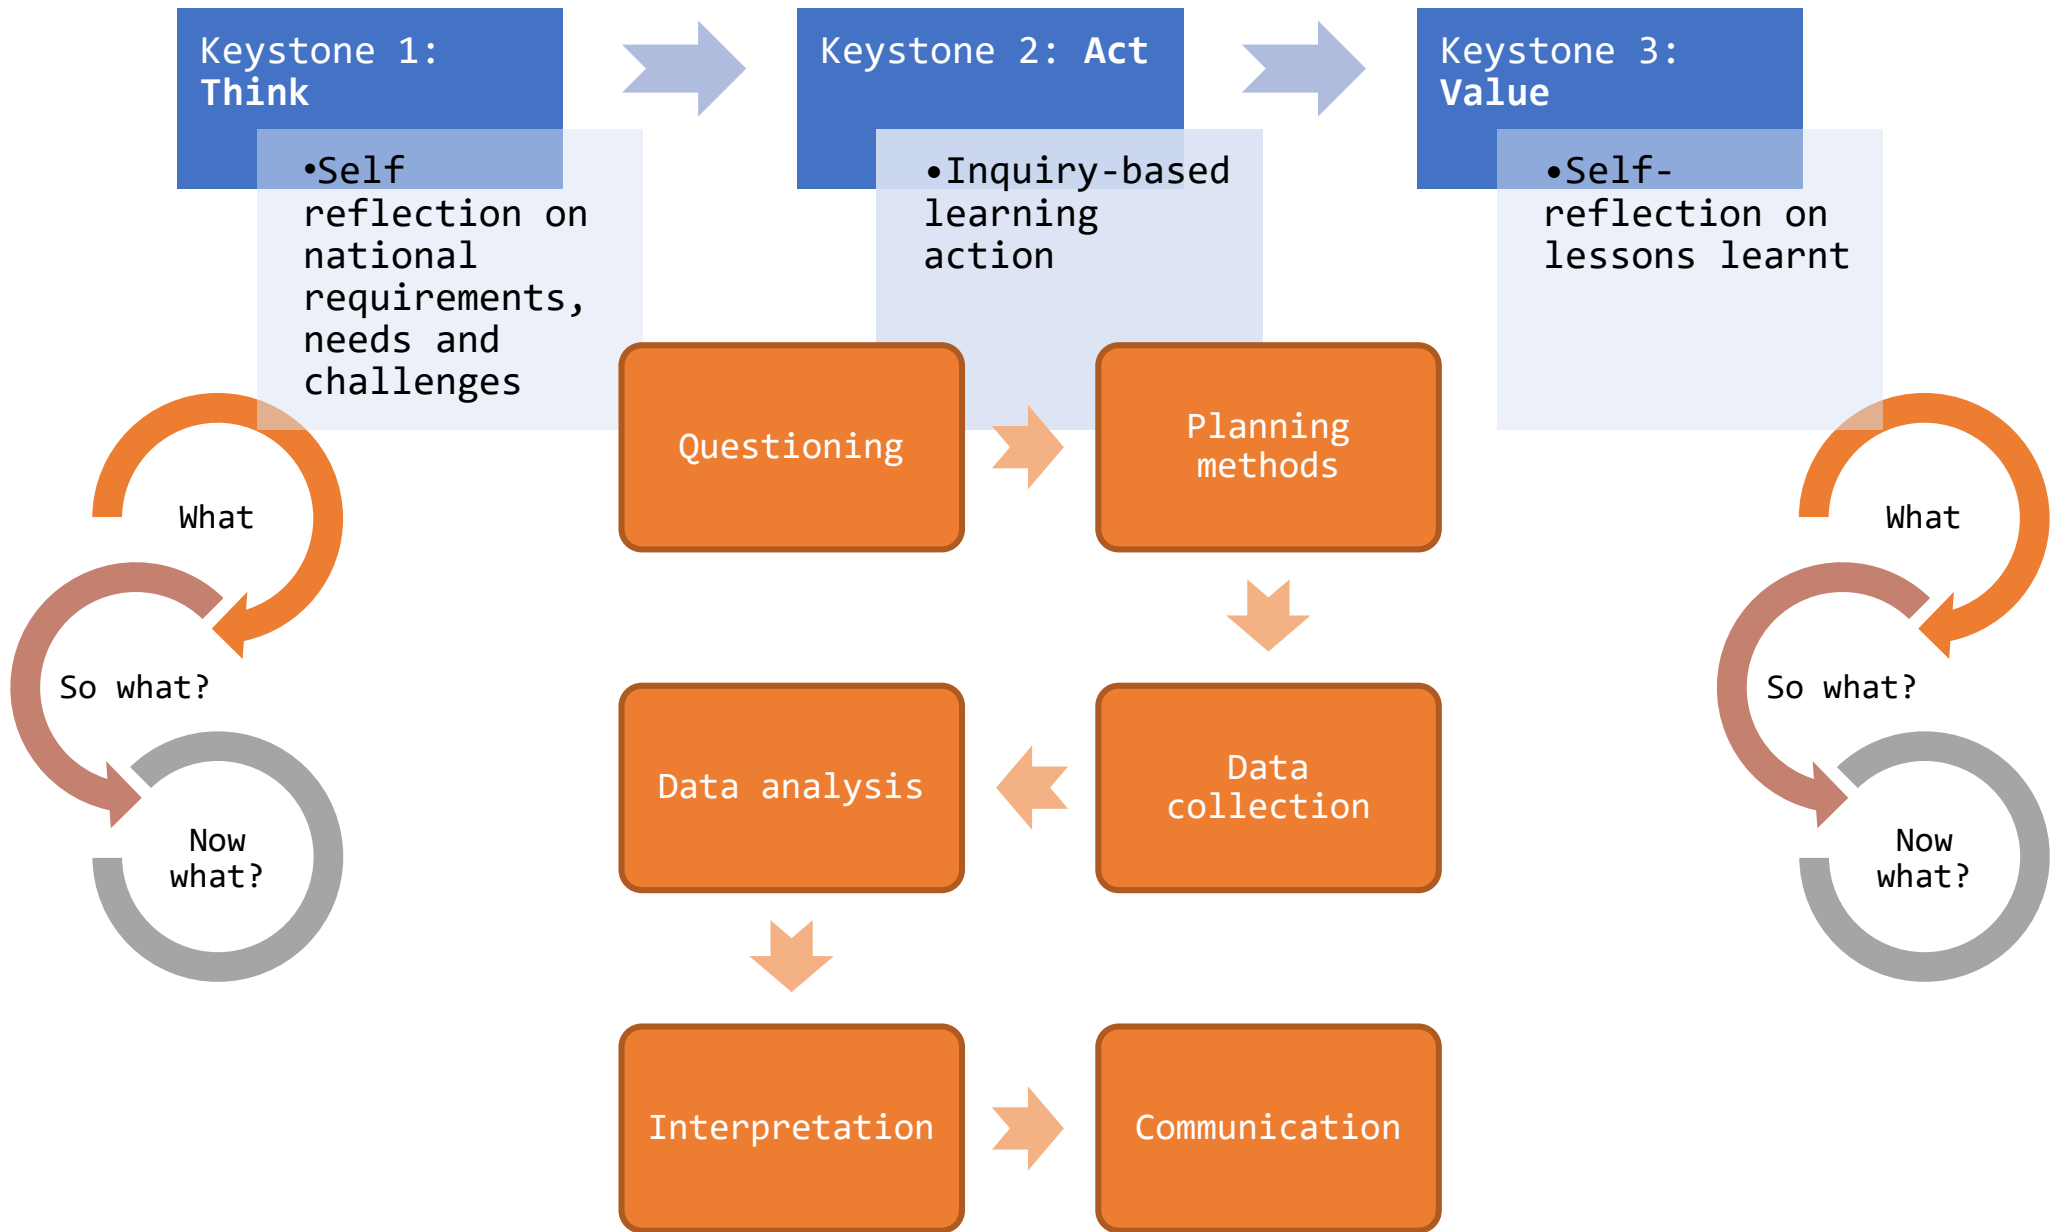 Keystone 1:
Think
•Self
reflection on
national
requirements,
needs and
challenges
Keystone 2: Act
•Inquiry-based
learning
action
Keystone 3:
Value
•Self-
reflection on
lessons learnt
What
So what?
Now
what?
Questioning
Planning
methods
Data
collection
Data analysis
Interpretation
Communication
What
So what?
Now
what?